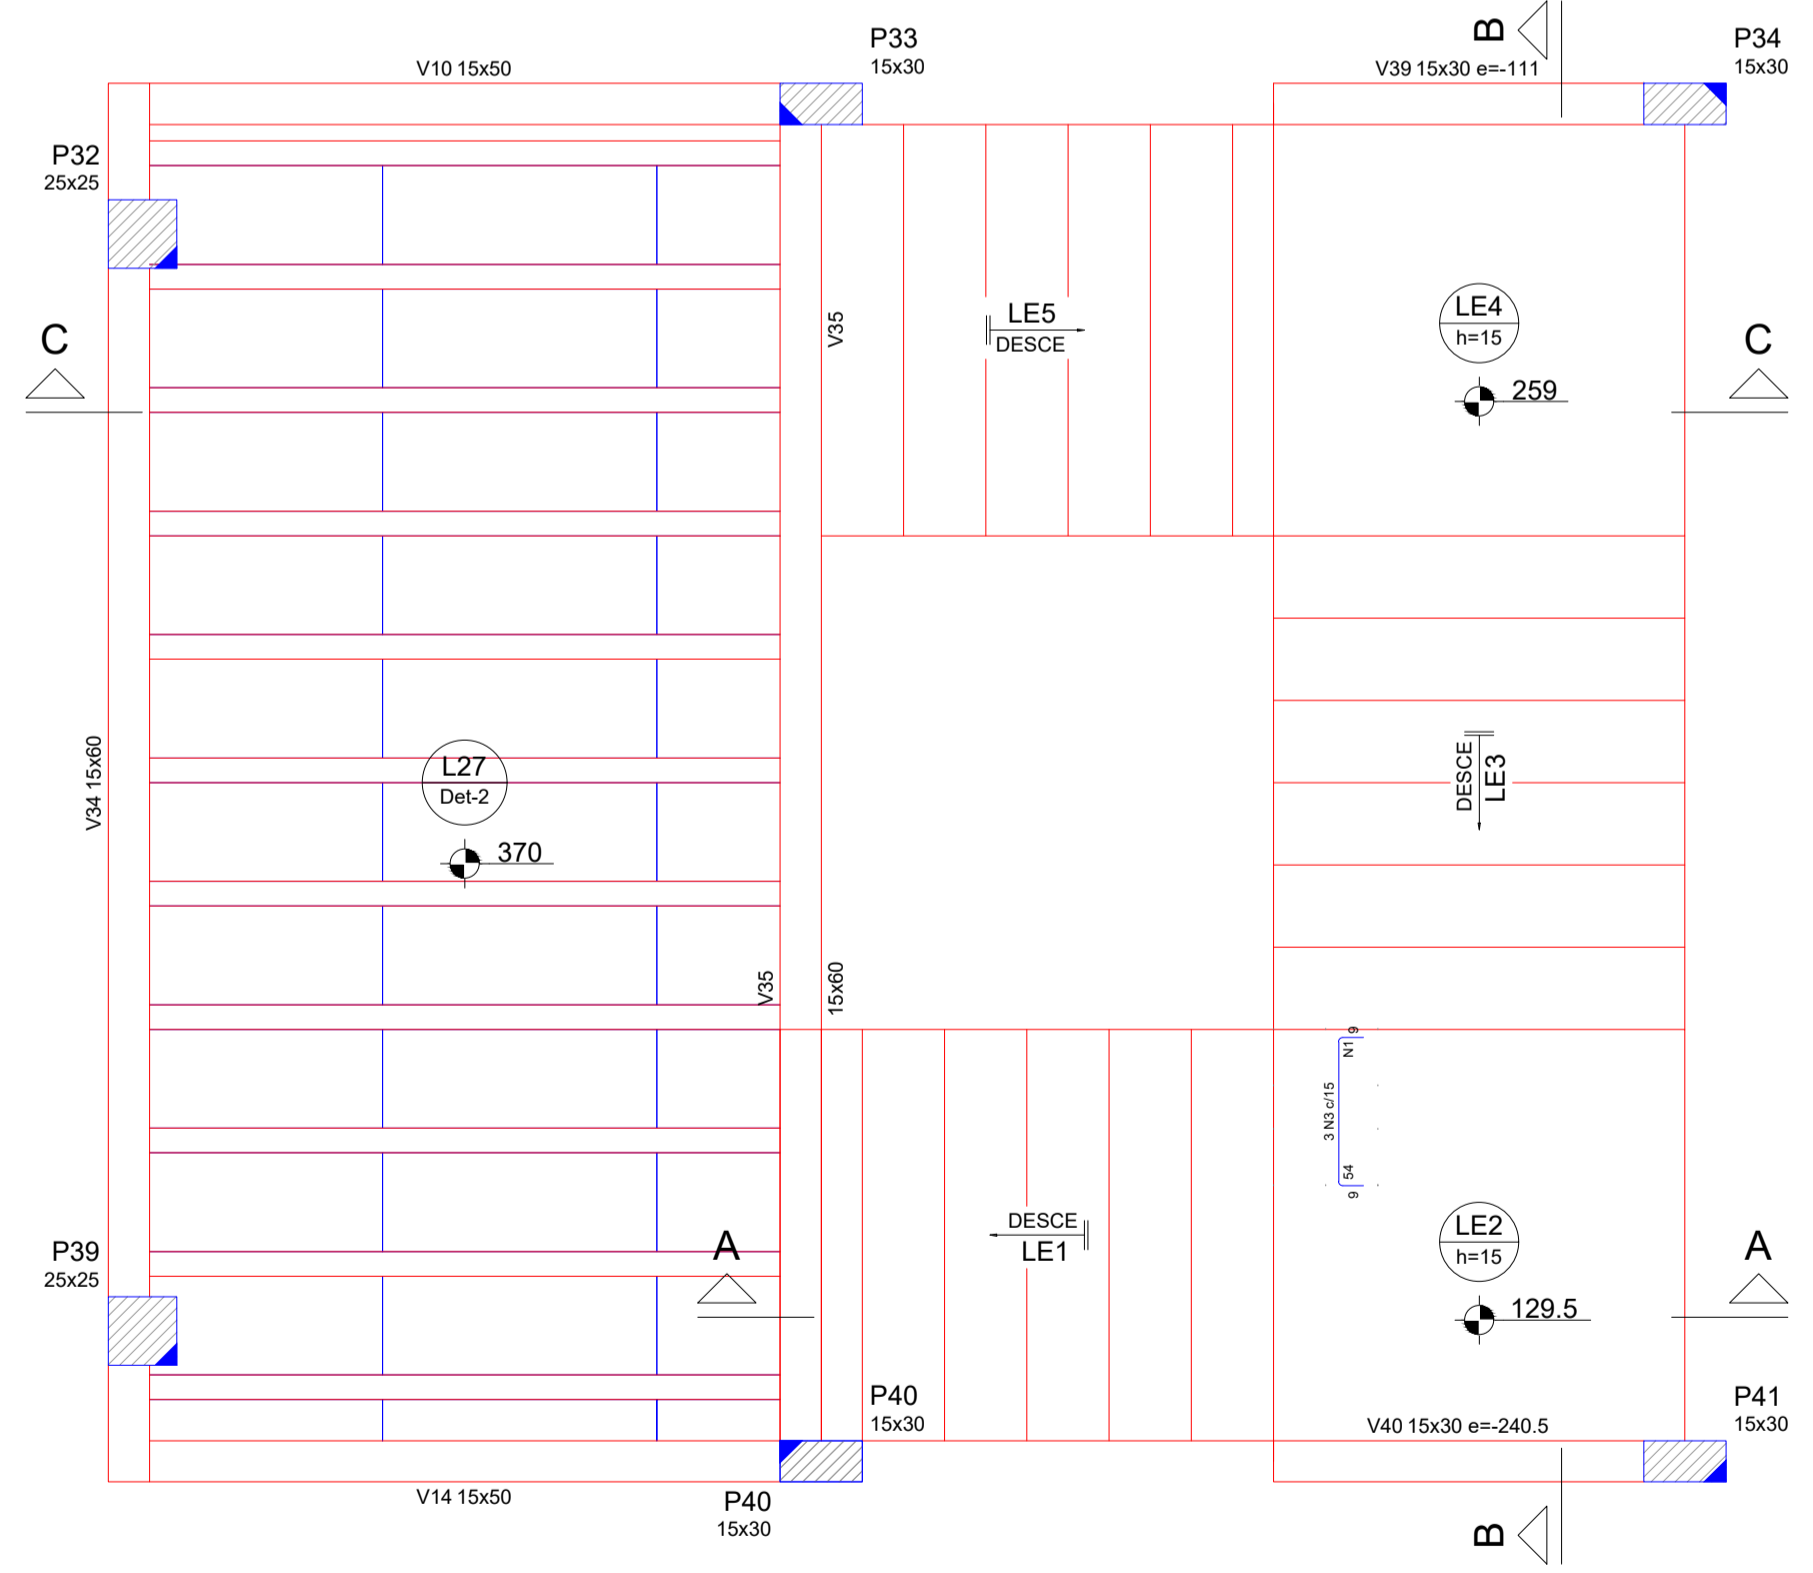 B
P33
15x30
P34
15x30
V10 15x50
V39 15x30 e=-111
P32
25x25
C
V35
LE5
DESCE
LE4
h=15
259
C
V34 15x60
L27
Det-2
370
DESCE
LE3
V35
15x60
9
N1
3 N3 c/15
54
9
P39
25x25
A
DESCE
LE1
LE2
h=15
129.5
A
P40
15x30
V40 15x30 e=-240.5
P41
15x30
V14 15x50
P40
15x30
B